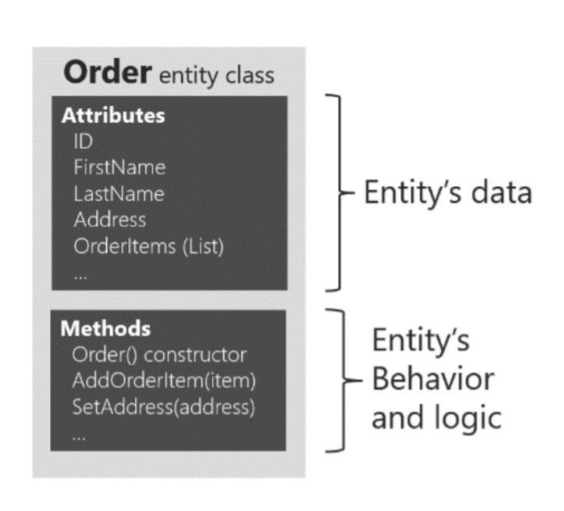 Order entity class
Attributes
ID
FirstName
LastName
Address
OrderItems (List)
...
Entity's data
Methods
Order() constructor
AddOrderItem(item)
SetAddress(address)
...
Entity's
Behavior
and logic